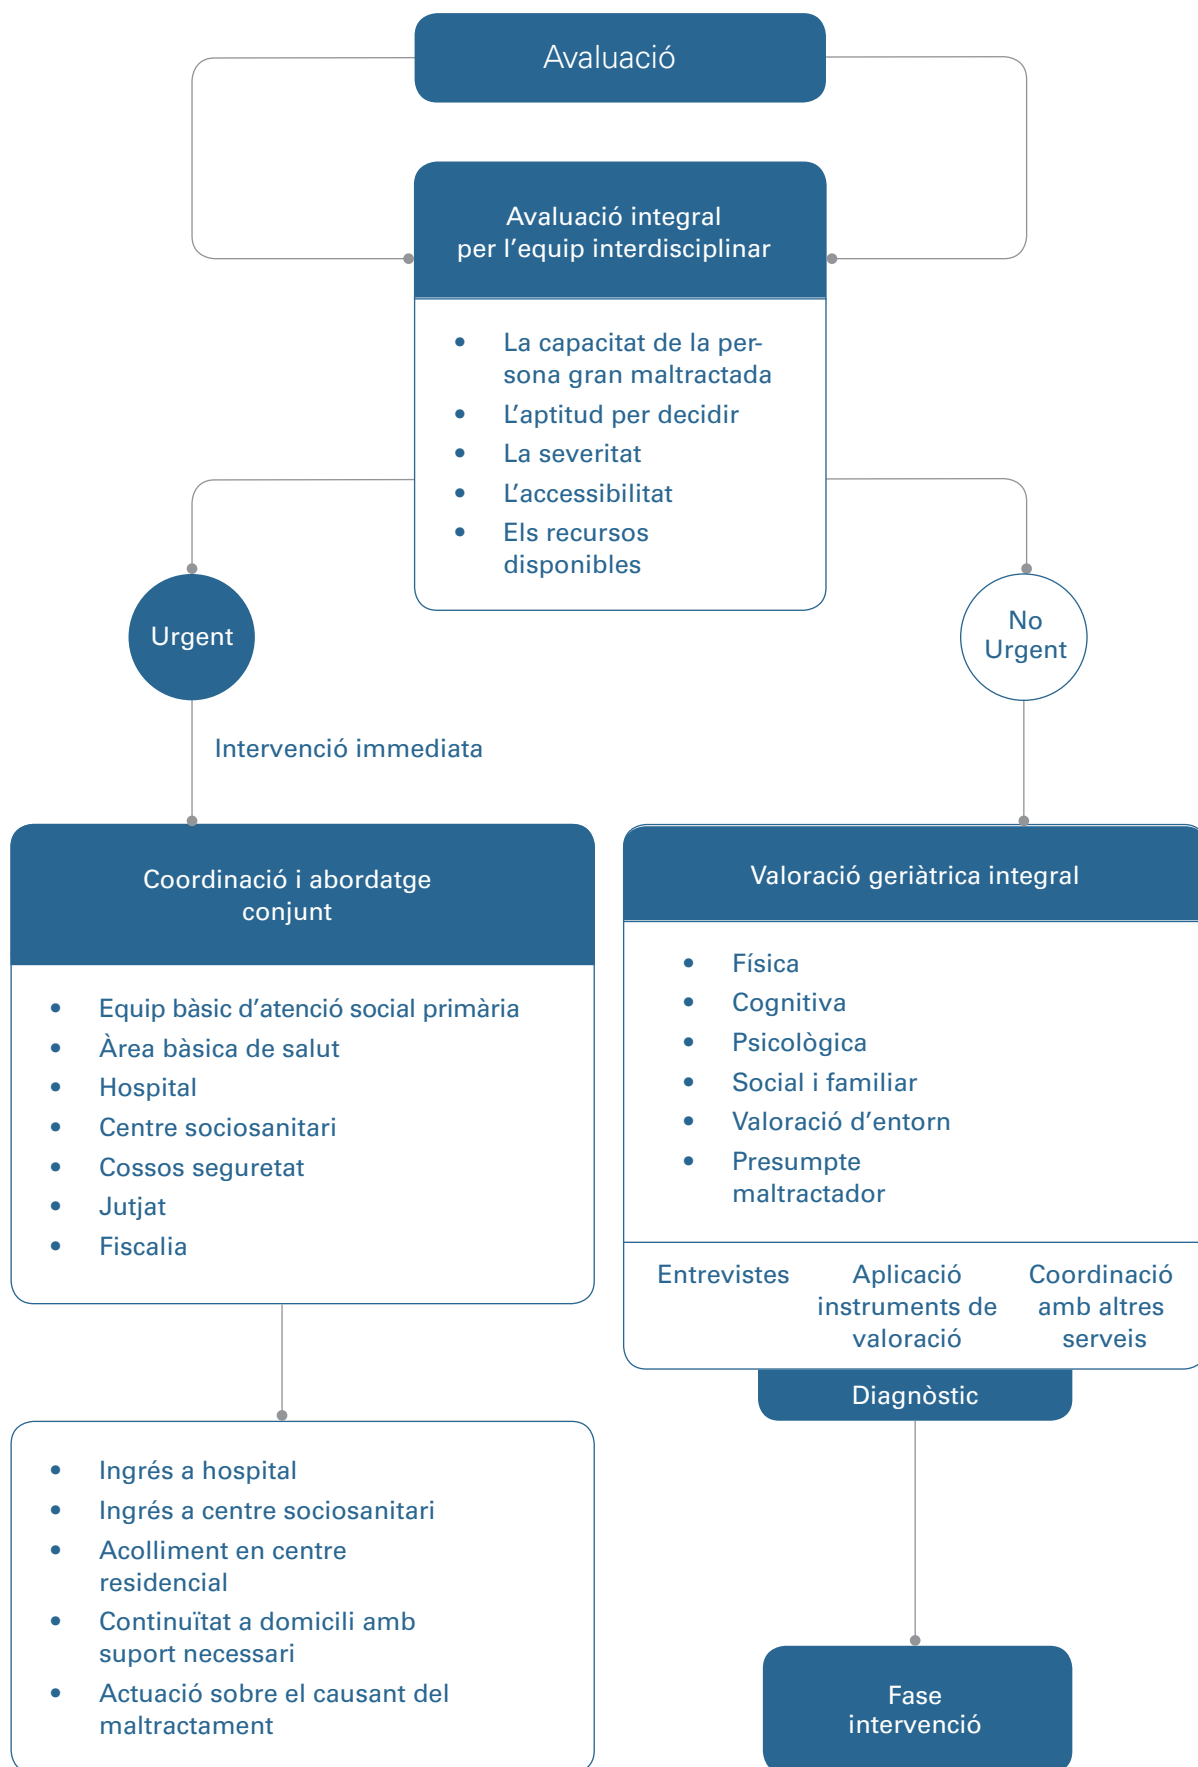 Avaluació
Avaluació integral
per l'equip interdisciplinar
• La capacitat de la per-
sona gran maltractada
• L'aptitud per decidir
• La severitat
• L'accessibilitat
• Els recursos
disponibles
Urgent
No
Urgent
Intervenció immediata
Coordinació i abordatge
conjunt
• Equip bàsic d'atenció social primària
• Àrea bàsica de salut
• Hospital
• Centre sociosanitari
• Cossos seguretat
• Jutjat
• Fiscalia
• Ingrés a hospital
• Ingrés a centre sociosanitari
• Acolliment en centre
residencial
• Continuïtat a domicili amb
suport necessari
• Actuació sobre el causant del
maltractament
Valoració geriàtrica integral
• Física
• Cognitiva
• Psicològica
• Social i familiar
• Valoració d'entorn
• Presumpte
maltractador
Entrevistes
Aplicació
instruments de
valoració
Coordinació
amb altres
serveis
Diagnòstic
Fase
intervenció